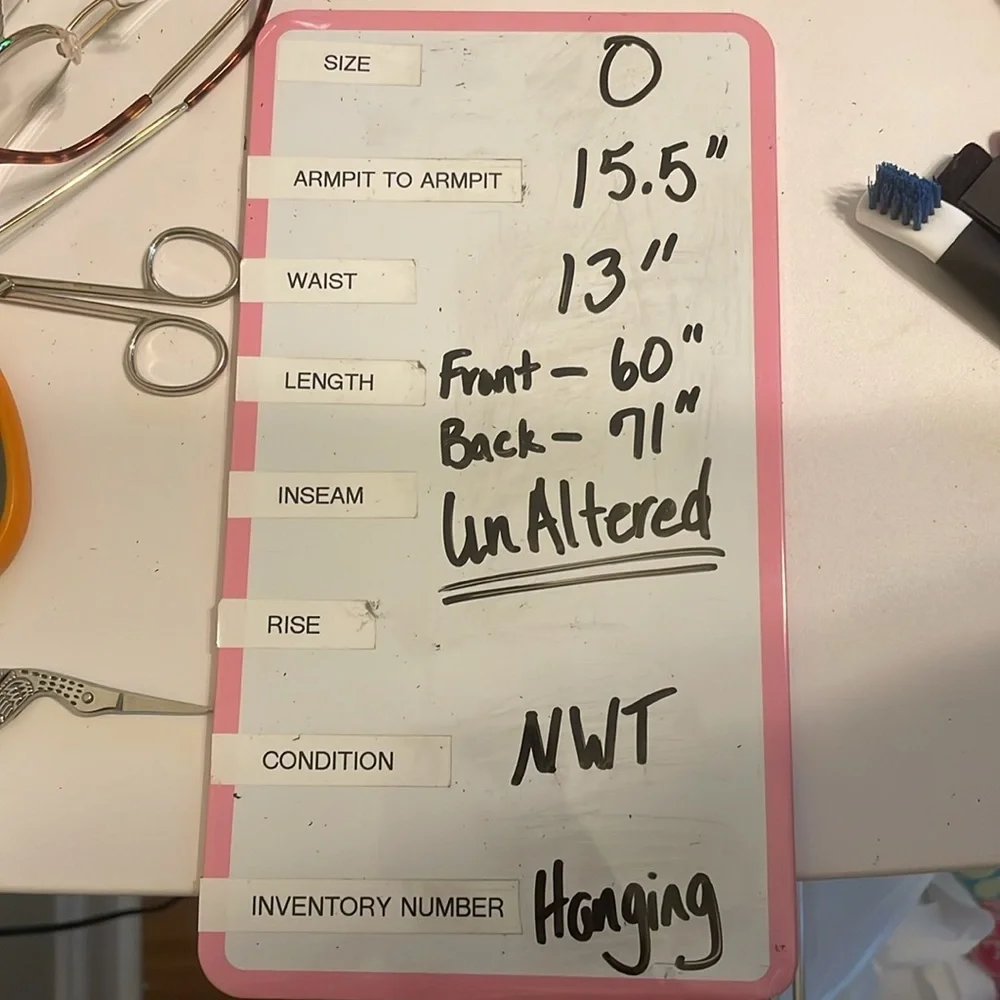 SIZE O
ARMPIT TO ARMPIT 15.5"
WAIST 13"
LENGTH Front - 60"
Back - 71"
INSEAM UnAltered
RISE
CONDITION NWT
INVENTORY NUMBER Hanging